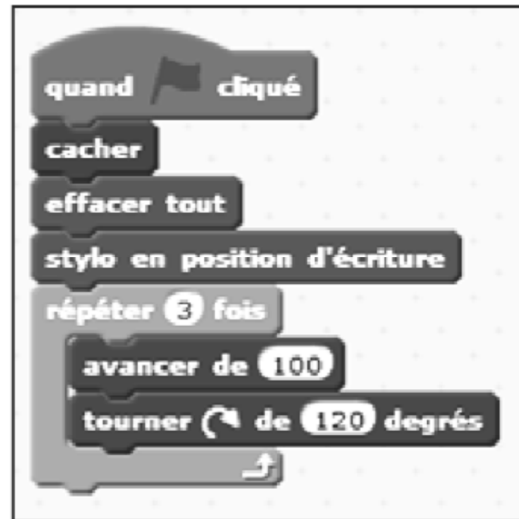 quand cliqué
cacher
effacer tout
stylo en position d'écriture
répéter 3 fois
avancer de 100
tourner de 120 degrés